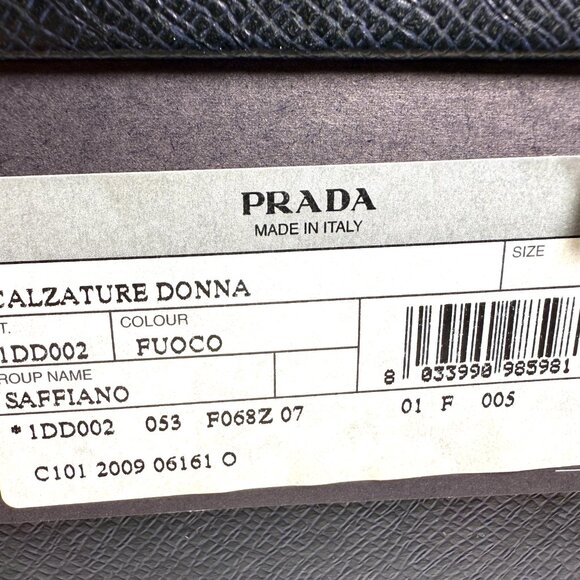 PRADA
MADE IN ITALY
SIZE
CALZATURE DONNA
T.
COLOUR
1DD002
FUOCO
GROUP NAME
SAFFIANO
8 033990 985981
*1DD002 053 F068Z 07 01 F 005
C101 2009 06161 O